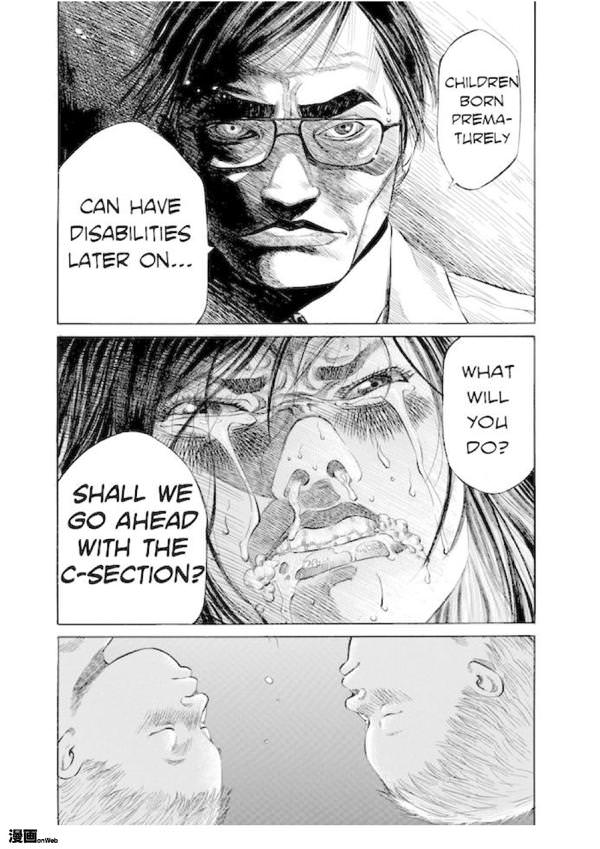 CHILDREN
BORN
PREMA-
TURELY
CAN HAVE
DISABILITIES
LATER ON...
WHAT
WILL
YOU
DO?
SHALL WE
GO AHEAD
WITH THE
C-SECTION?
漫画onWeb